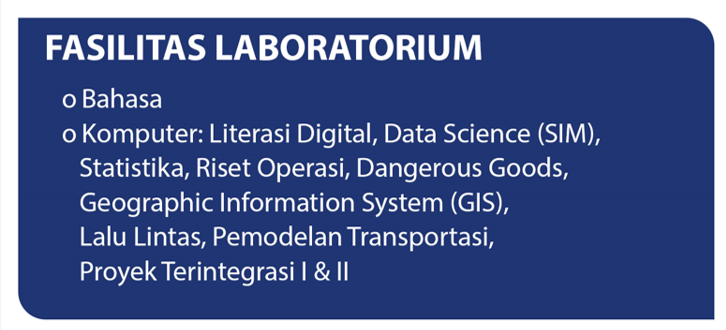 FASILITAS LABORATORIUM
o Bahasa
o Komputer: Literasi Digital, Data Science (SIM),
Statistika, Riset Operasi, Dangerous Goods,
Geographic Information System (GIS),
Lalu Lintas, Pemodelan Transportasi,
Proyek Terintegrasi I & II